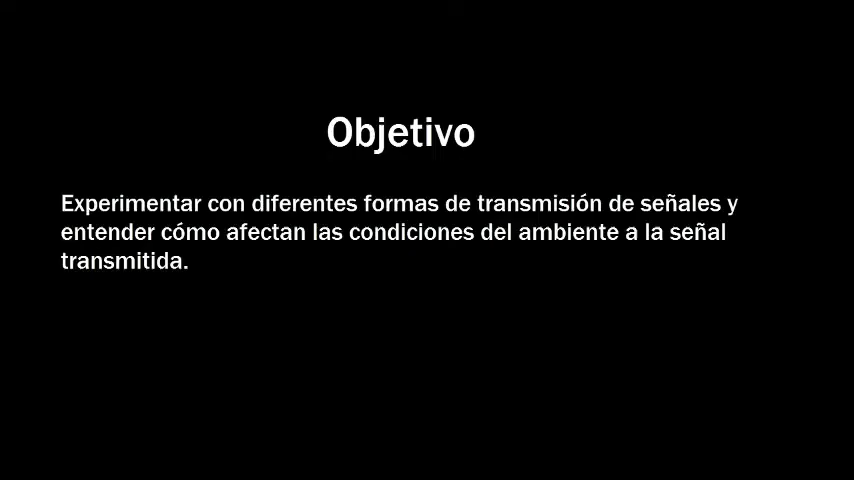 Objetivo
Experimentar con diferentes formas de transmisión de señales y
entender cómo afectan las condiciones del ambiente a la señal
transmitida.